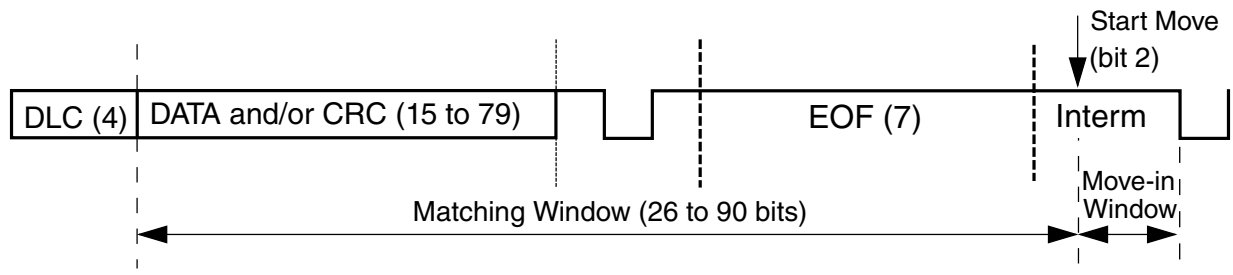 Start Move
(bit 2)
DLC (4)
DATA and/or CRC (15 to 79)
EOF (7)
Interm
Matching Window (26 to 90 bits)
Move-in
Window